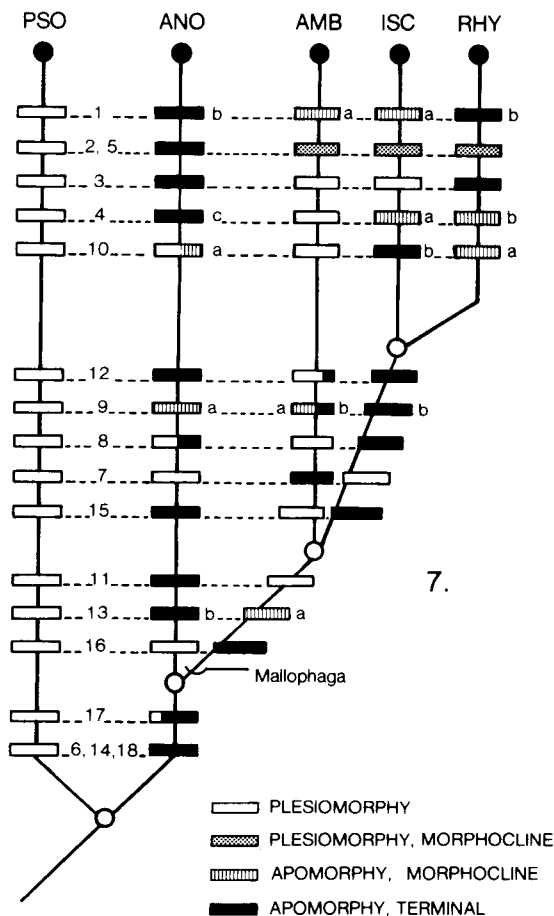 PSO ANO AMB ISC RHY
1 b a a b
2, 5
3
4 c a b
10 a b a
12
9 a a b b
8
7
15
11
7.
13 b a
16
Mallophaga
17
6, 14, 18
PLESIOMORPHY
PLESIOMORPHY, MORPHOCLINE
APOMORPHY, MORPHOCLINE
APOMORPHY, TERMINAL